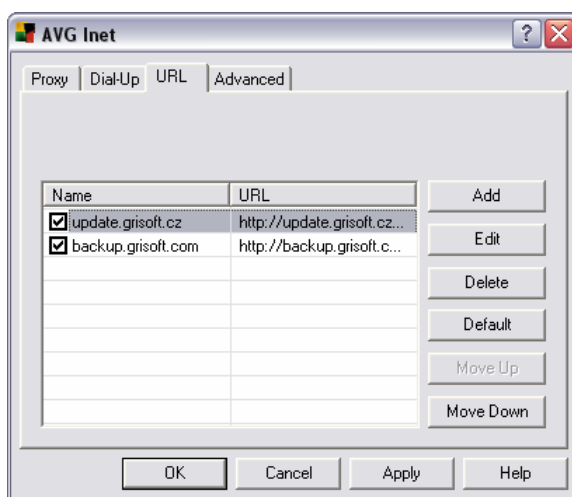 AVG Inet
Proxy Dial-Up URL Advanced
Name URL
update.grisoft.cz http://update.grisoft.cz...
backup.grisoft.com http://backup.grisoft.c...
Add
Edit
Delete
Default
Move Up
Move Down
OK Cancel Apply Help